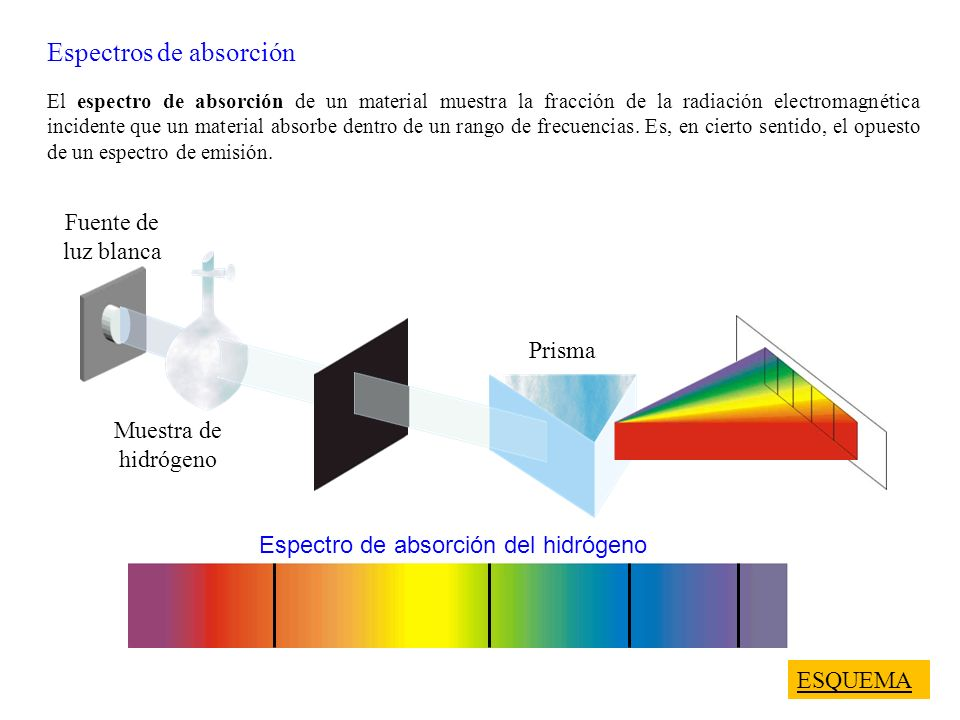 Espectros de absorción
El espectro de absorción de un material muestra la fracción de la radiación electromagnética
incidente que un material absorbe dentro de un rango de frecuencias. Es, en cierto sentido, el opuesto
de un espectro de emisión.
Fuente de
luz blanca
Prisma
Muestra de
hidrógeno
Espectro de absorción del hidrógeno
ESQUEMA